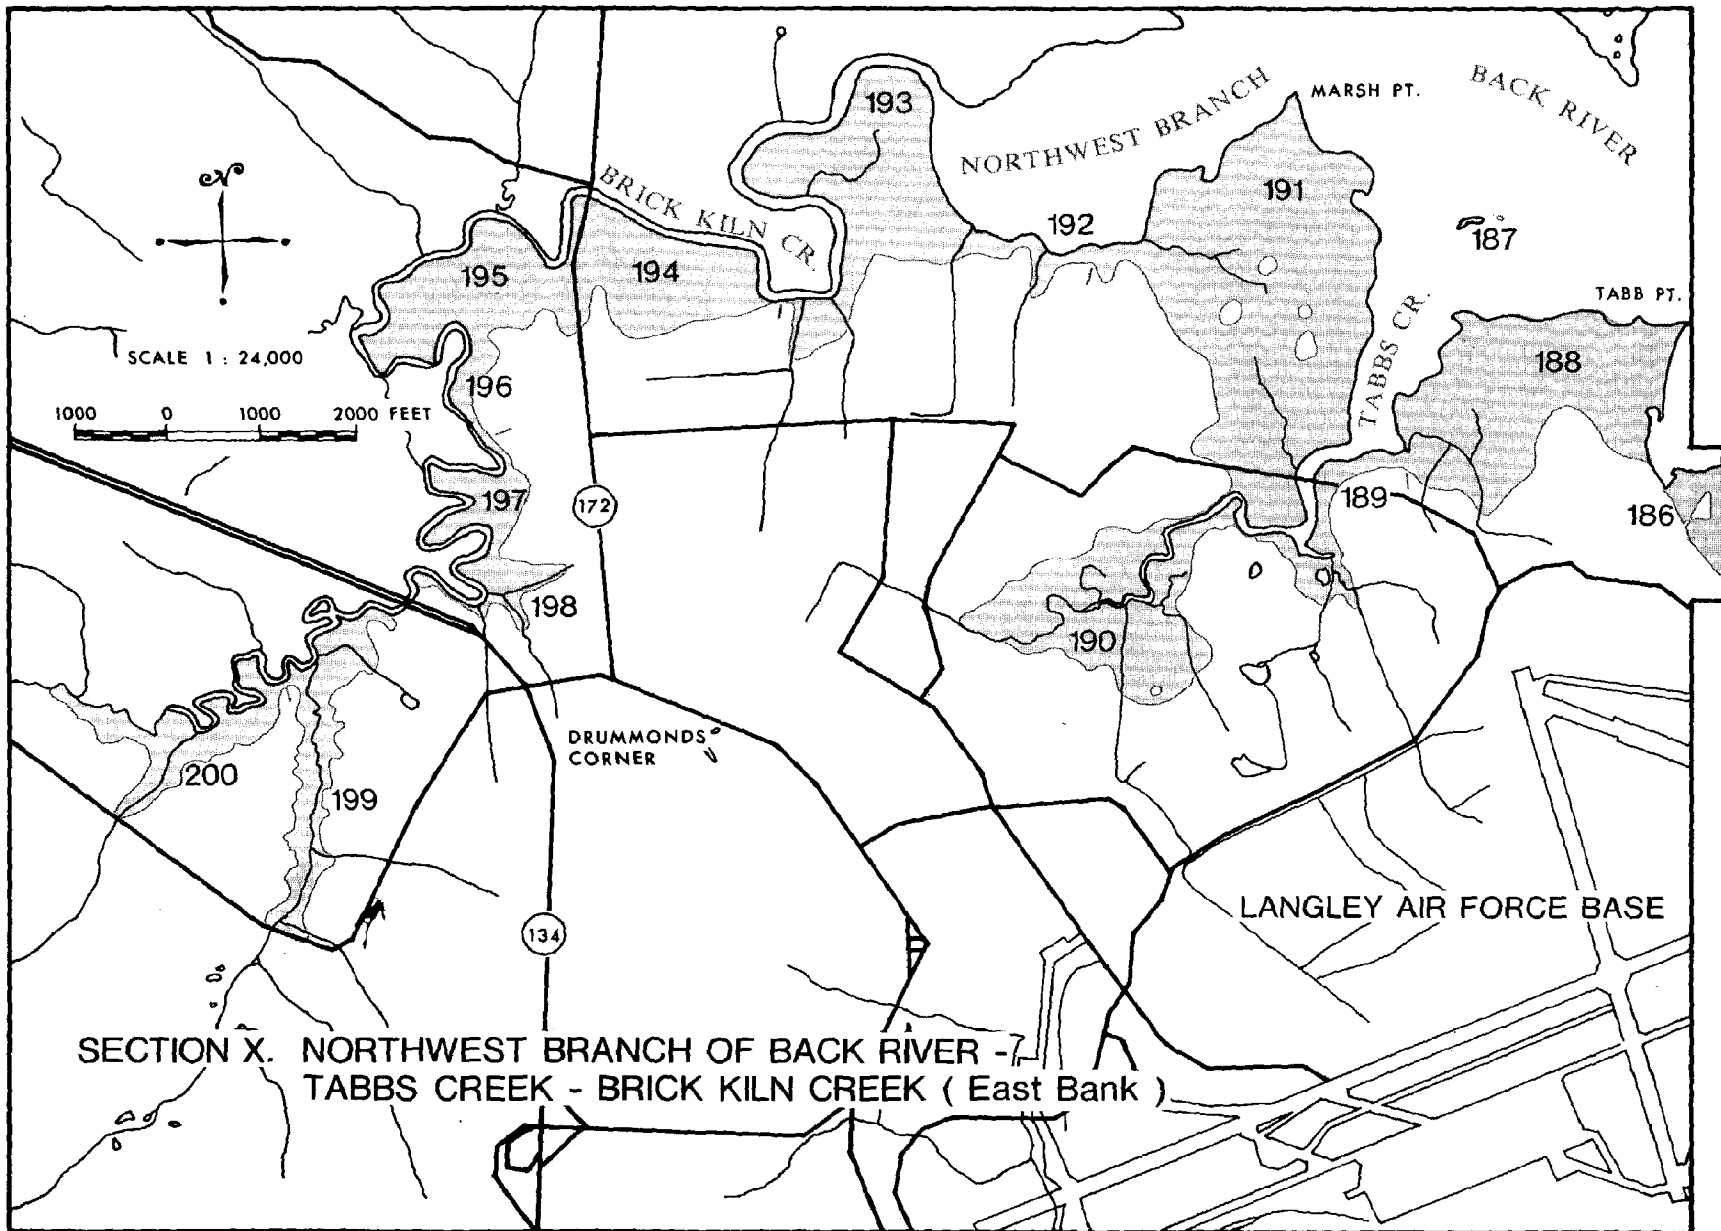 193
NORTHWEST BRANCH
MARSH PT.
BACK RIVER
BRICK KILN CR.
191
192
187
N
195
194
TABB PT.
SCALE 1 : 24,000
TABBS CR.
188
196
1000 0 1000 2000 FEET
197
172
189
186
198
190
DRUMMONDS
CORNER
200
199
LANGLEY AIR FORCE BASE
134
SECTION X. NORTHWEST BRANCH OF BACK RIVER -
TABBS CREEK - BRICK KILN CREEK ( East Bank )